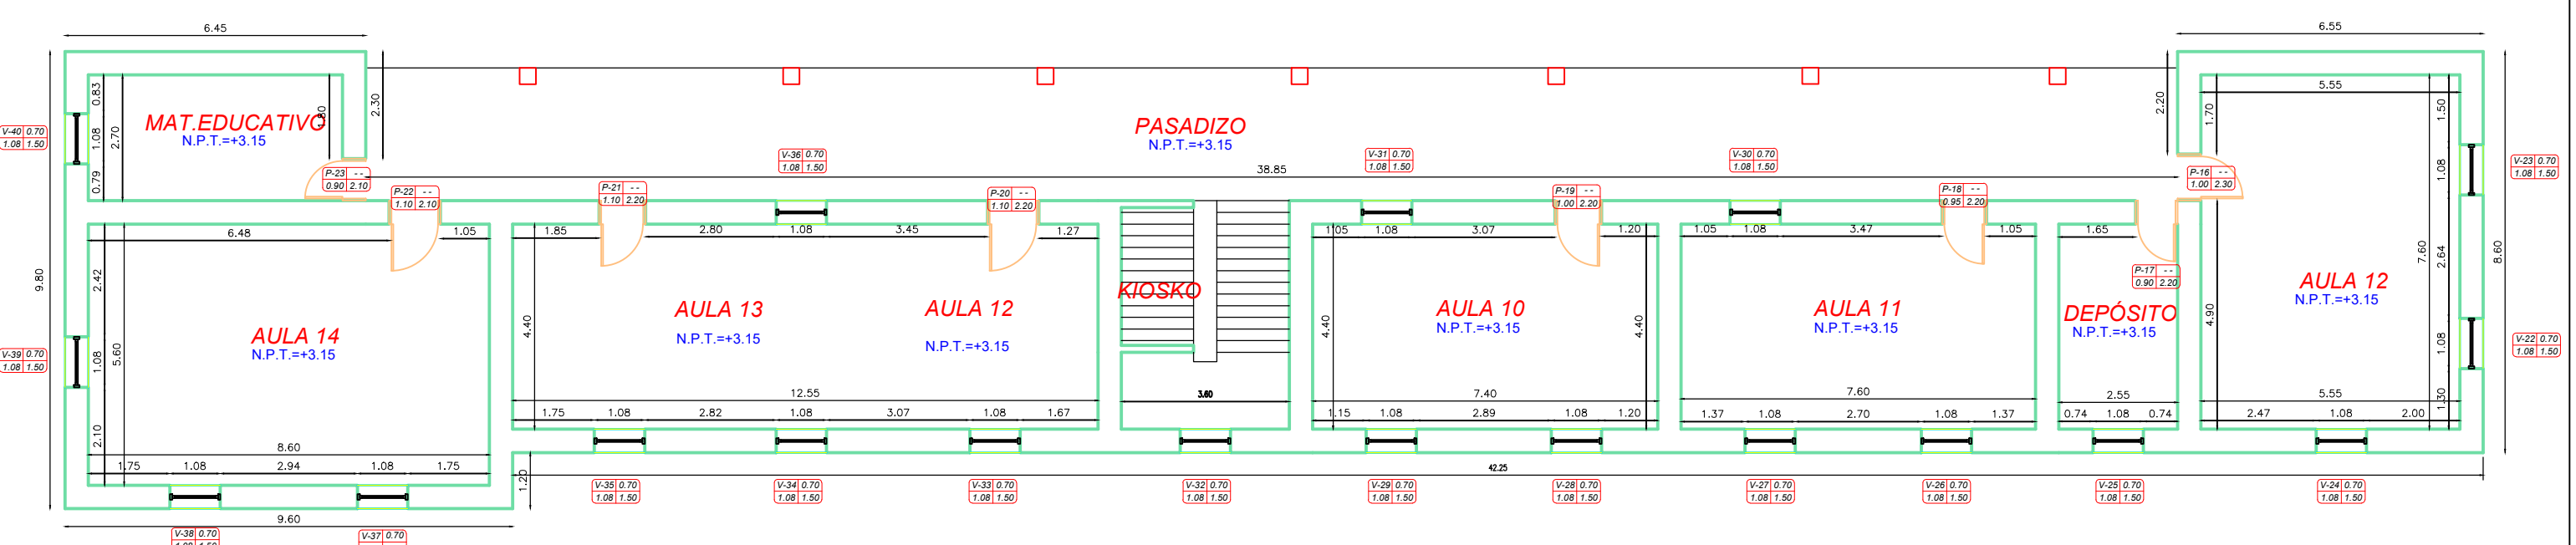 6.45
6.55
9.80
0.83
1.08
0.79
2.70
MAT.EDUCATIVO
N.P.T.=+3.15
1.80
2.30
V-40 0.70
1.08 1.50
P-23 --
0.90 2.10
P-22 --
1.10 2.10
P-21 --
1.10 2.20
V-36 0.70
1.08 1.50
P-20 --
1.10 2.20
PASADIZO
N.P.T.=+3.15
38.85
V-31 0.70
1.08 1.50
P-19 --
1.00 2.20
V-30 0.70
1.08 1.50
P-18 --
0.95 2.20
2.20
1.70
P-16 --
1.00 2.30
5.55
1.50
1.08
2.64
1.08
1.30
7.60
8.60
V-23 0.70
1.08 1.50
V-22 0.70
1.08 1.50
6.48
1.05
1.85
2.80
1.08
3.45
1.27
1.05
1.08
3.07
1.20
1.05
1.08
3.47
1.05
1.65
P-17 --
0.90 2.20
2.42
1.08
2.10
5.60
V-39 0.70
1.08 1.50
AULA 14
N.P.T.=+3.15
4.40
AULA 13
N.P.T.=+3.15
AULA 12
N.P.T.=+3.15
KIOSKO
4.40
AULA 10
N.P.T.=+3.15
4.40
AULA 11
N.P.T.=+3.15
DEPÓSITO
N.P.T.=+3.15
4.90
AULA 12
N.P.T.=+3.15
8.60
1.75
1.08
2.94
1.08
1.75
12.55
1.75
1.08
2.82
1.08
3.07
1.08
1.67
3.60
7.40
1.15
1.08
2.89
1.08
1.20
7.60
1.37
1.08
2.70
1.08
1.37
2.55
0.74
1.08
0.74
5.55
2.47
1.08
2.00
1.20
42.25
V-35 0.70
1.08 1.50
V-34 0.70
1.08 1.50
V-33 0.70
1.08 1.50
V-32 0.70
1.08 1.50
V-29 0.70
1.08 1.50
V-28 0.70
1.08 1.50
V-27 0.70
1.08 1.50
V-26 0.70
1.08 1.50
V-25 0.70
1.08 1.50
V-24 0.70
1.08 1.50
9.60
V-38 0.70
V-37 0.70